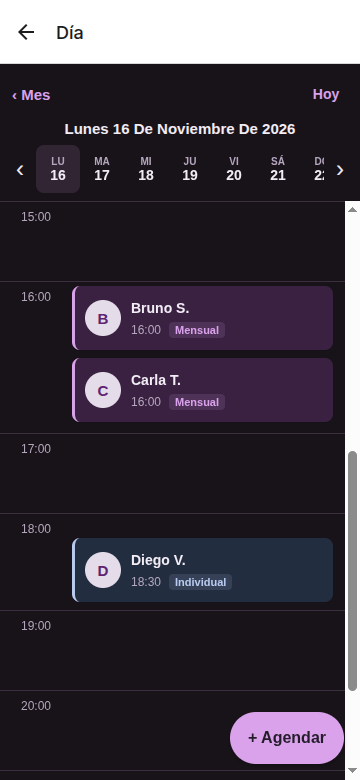 Día
‹ Mes
Hoy
Lunes 16 De Noviembre De 2026
‹ LU MA MI JU VI SÁ ›
16 17 18 19 20 21
15:00
16:00
B Bruno S.
16:00 Mensual
C Carla T.
16:00 Mensual
17:00
18:00
D Diego V.
18:30 Individual
19:00
20:00
+ Agendar